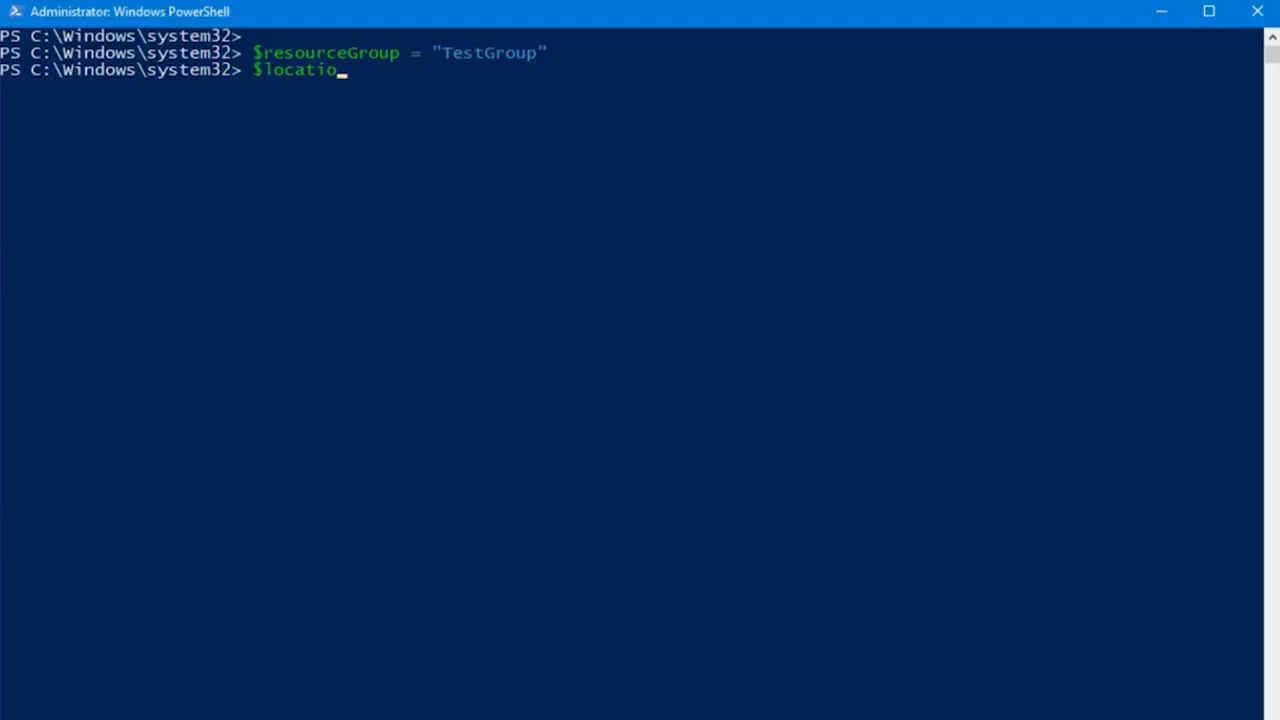 Administrator: Windows PowerShell
PS C:\Windows\system32>
PS C:\Windows\system32> $resourceGroup = "TestGroup"
PS C:\Windows\system32> $locatio